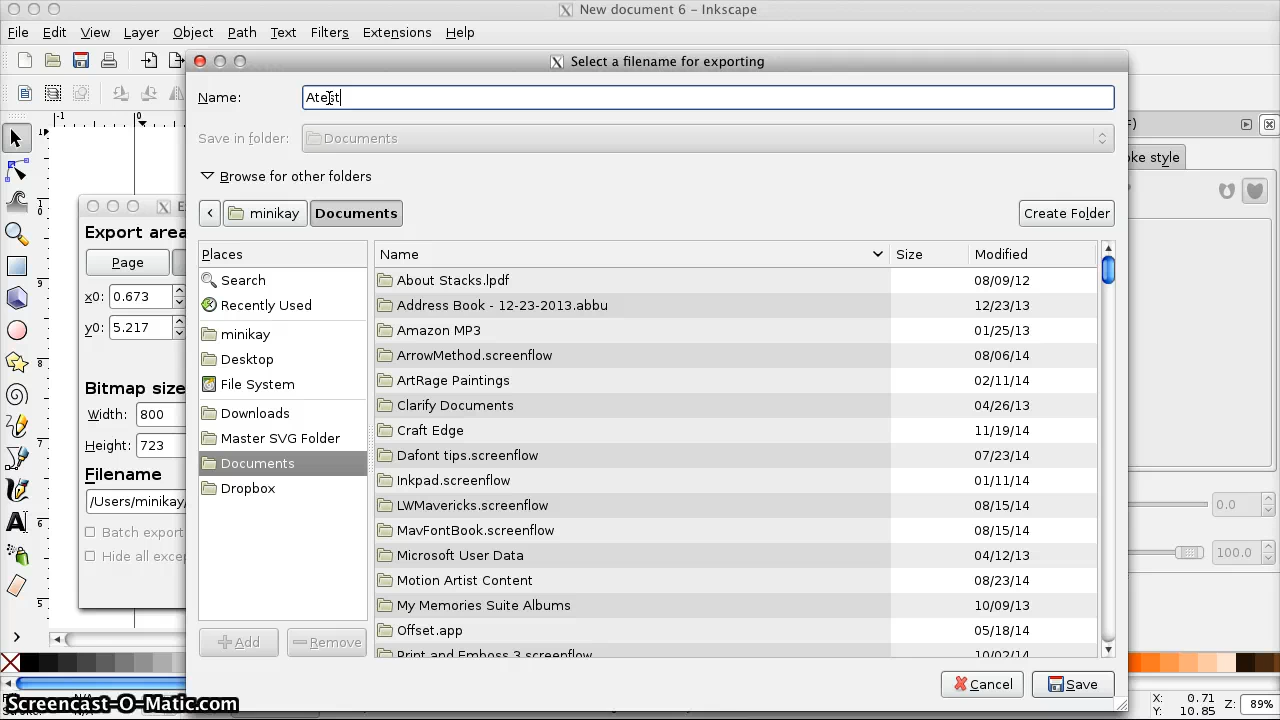 New document 6 – Inkscape
File Edit View Layer Object Path Text Filters Extensions Help
Select a filename for exporting
Name: Atest
Save in folder: Documents
Browse for other folders
minikay Documents Create Folder
Places
Search
Recently Used
minikay
Desktop
File System
Downloads
Master SVG Folder
Documents
Dropbox
Add Remove
Name Size Modified
About Stacks.lpdf 08/09/12
Address Book - 12-23-2013.abbu 12/23/13
Amazon MP3 01/25/13
ArrowMethod.screenflow 08/06/14
ArtRage Paintings 02/11/14
Clarify Documents 04/26/13
Craft Edge 11/19/14
Dafont tips.screenflow 07/23/14
Inkpad.screenflow 01/11/14
LWMavericks.screenflow 08/15/14
MavFontBook.screenflow 08/15/14
Microsoft User Data 04/12/13
Motion Artist Content 08/23/14
My Memories Suite Albums 10/09/13
Offset.app 05/18/14
Print and Emboss 3.screenflow 10/02/14
Cancel Save
Export area
Page
x0: 0.673
y0: 5.217
Bitmap size
Width: 800
Height: 723
Filename
/Users/minikay/
Batch export
Hide all exce
oke style
0.0
100.0
X: 0.71
Y: 10.85
Z: 89%
Screencast-O-Matic.com